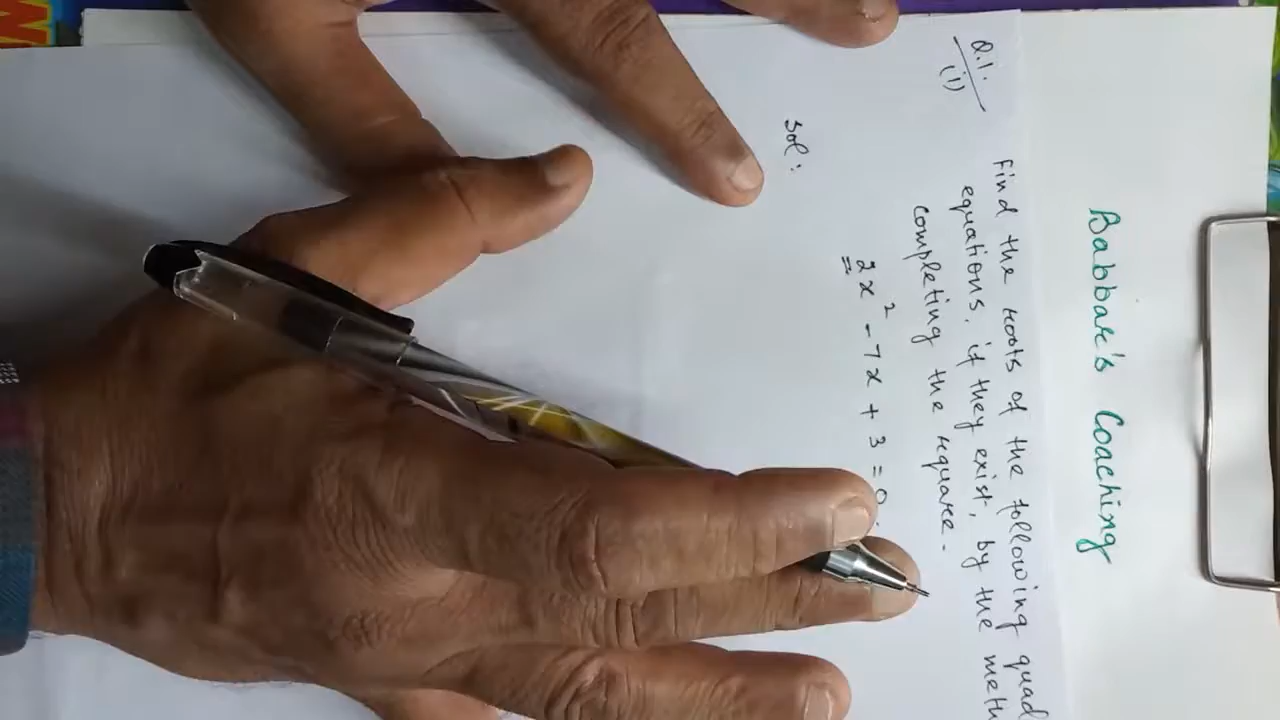 Babbar's Coaching
Q.1.
(i)
Find the roots of the following quad
equations, if they exist, by the meth
completing the square.
2x² - 7x + 3 = 0.
Sol: